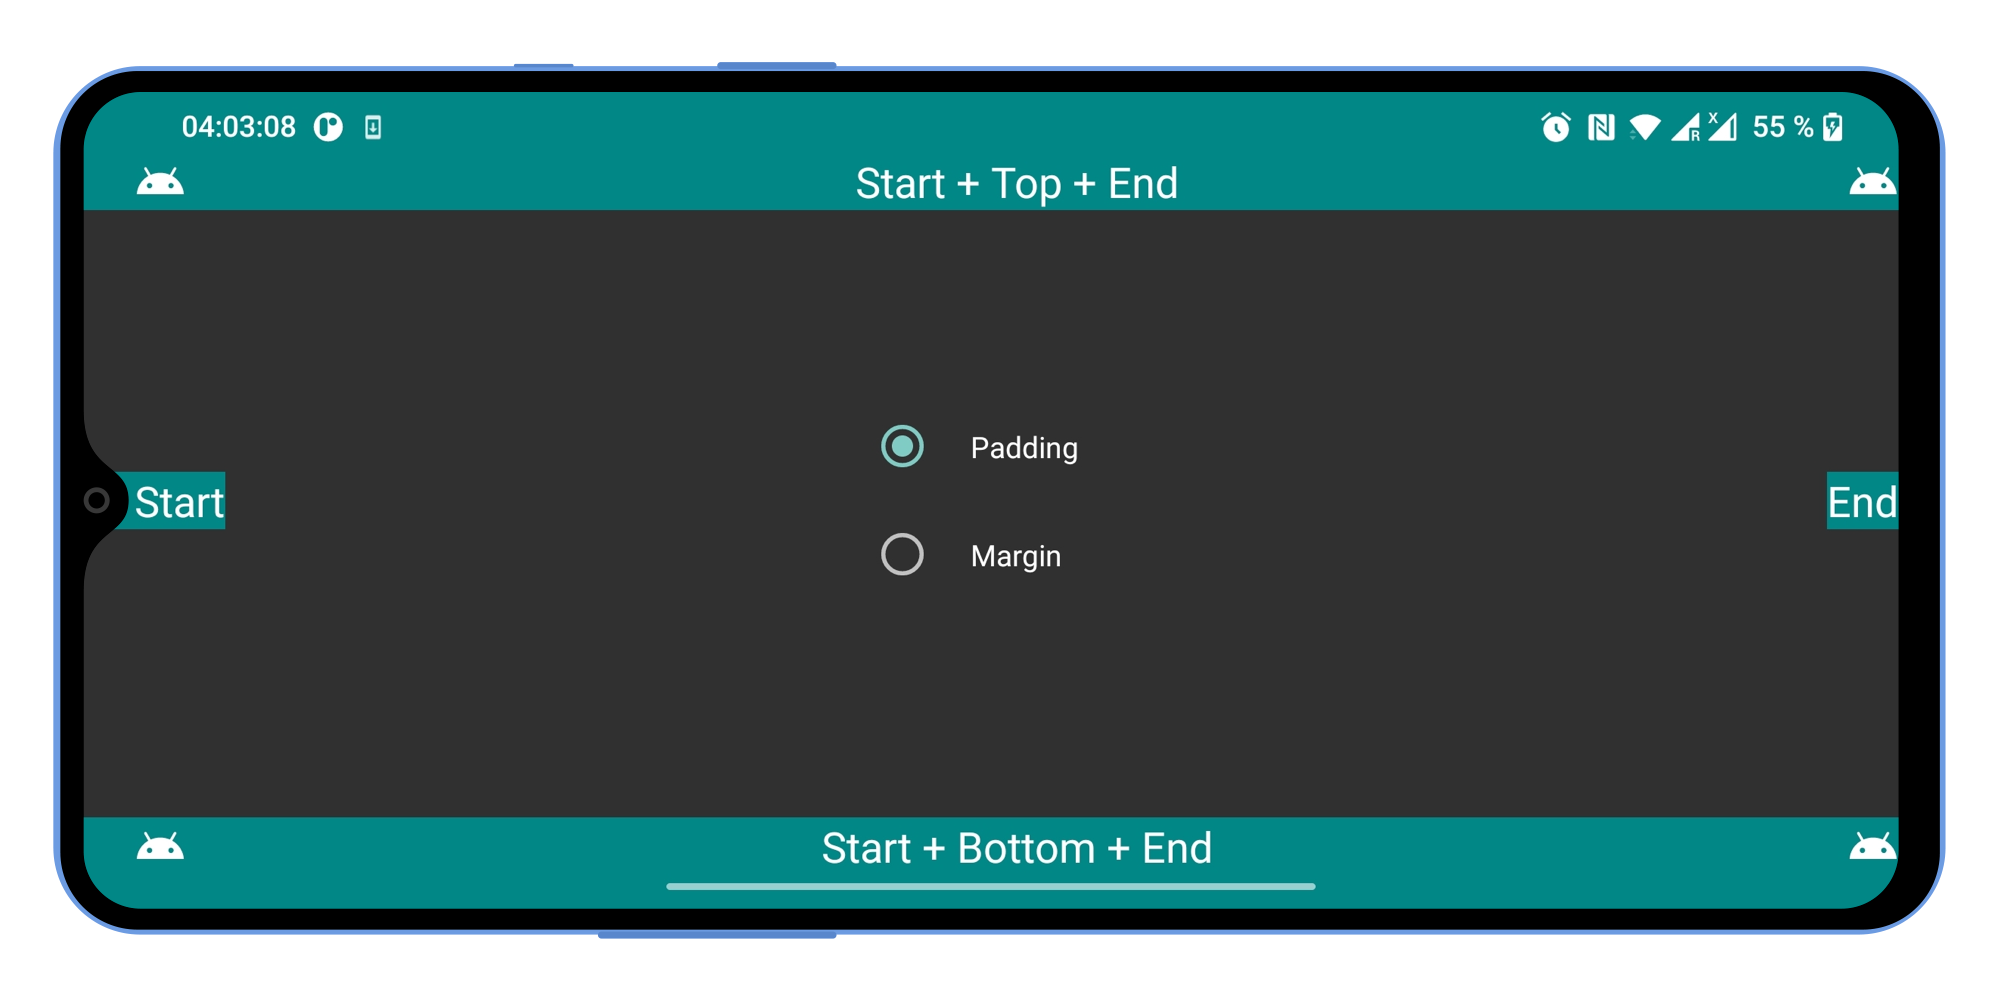 04:03:08 R X 55 %
Start + Top + End
Padding
Start End
Margin
Start + Bottom + End